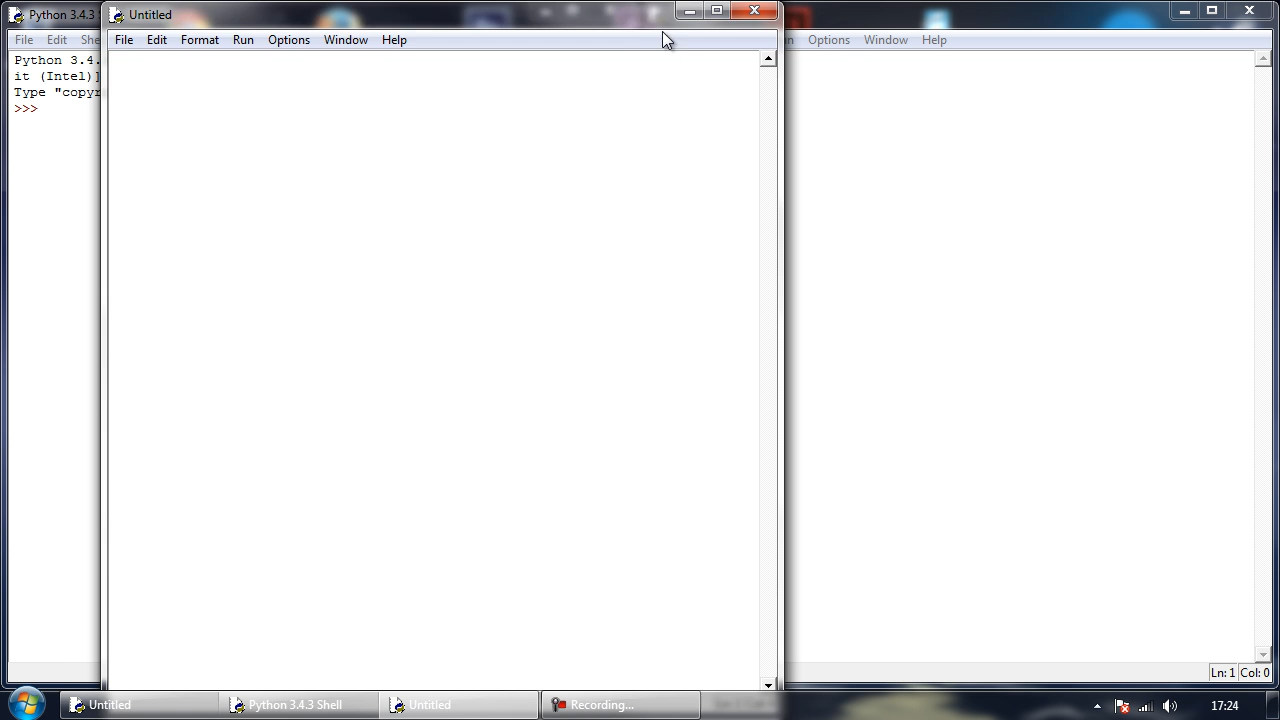 Python 3.4.3
Untitled
File Edit She
File Edit Format Run Options Window Help
Options Window Help
Python 3.4.
it (Intel)]
Type "copyr
>>>
Ln: 1 Col: 0
Untitled
Python 3.4.3 Shell
Untitled
Recording...
17:24